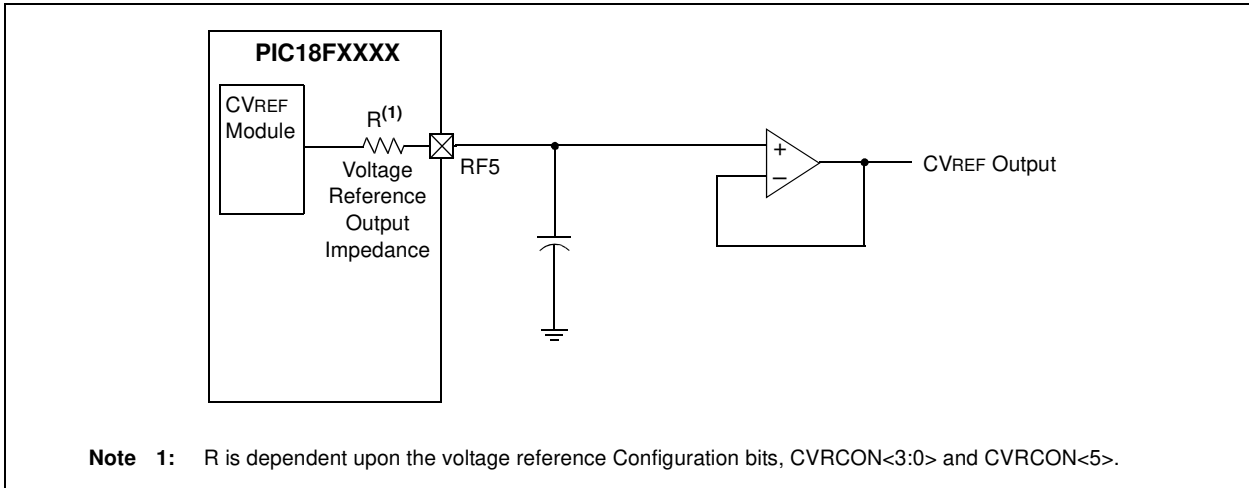 PIC18FXXXX
CVREF
Module
R(1)
Voltage
Reference
Output
Impedance
RF5
+
–
CVREF Output
Note 1: R is dependent upon the voltage reference Configuration bits, CVRCON<3:0> and CVRCON<5>.